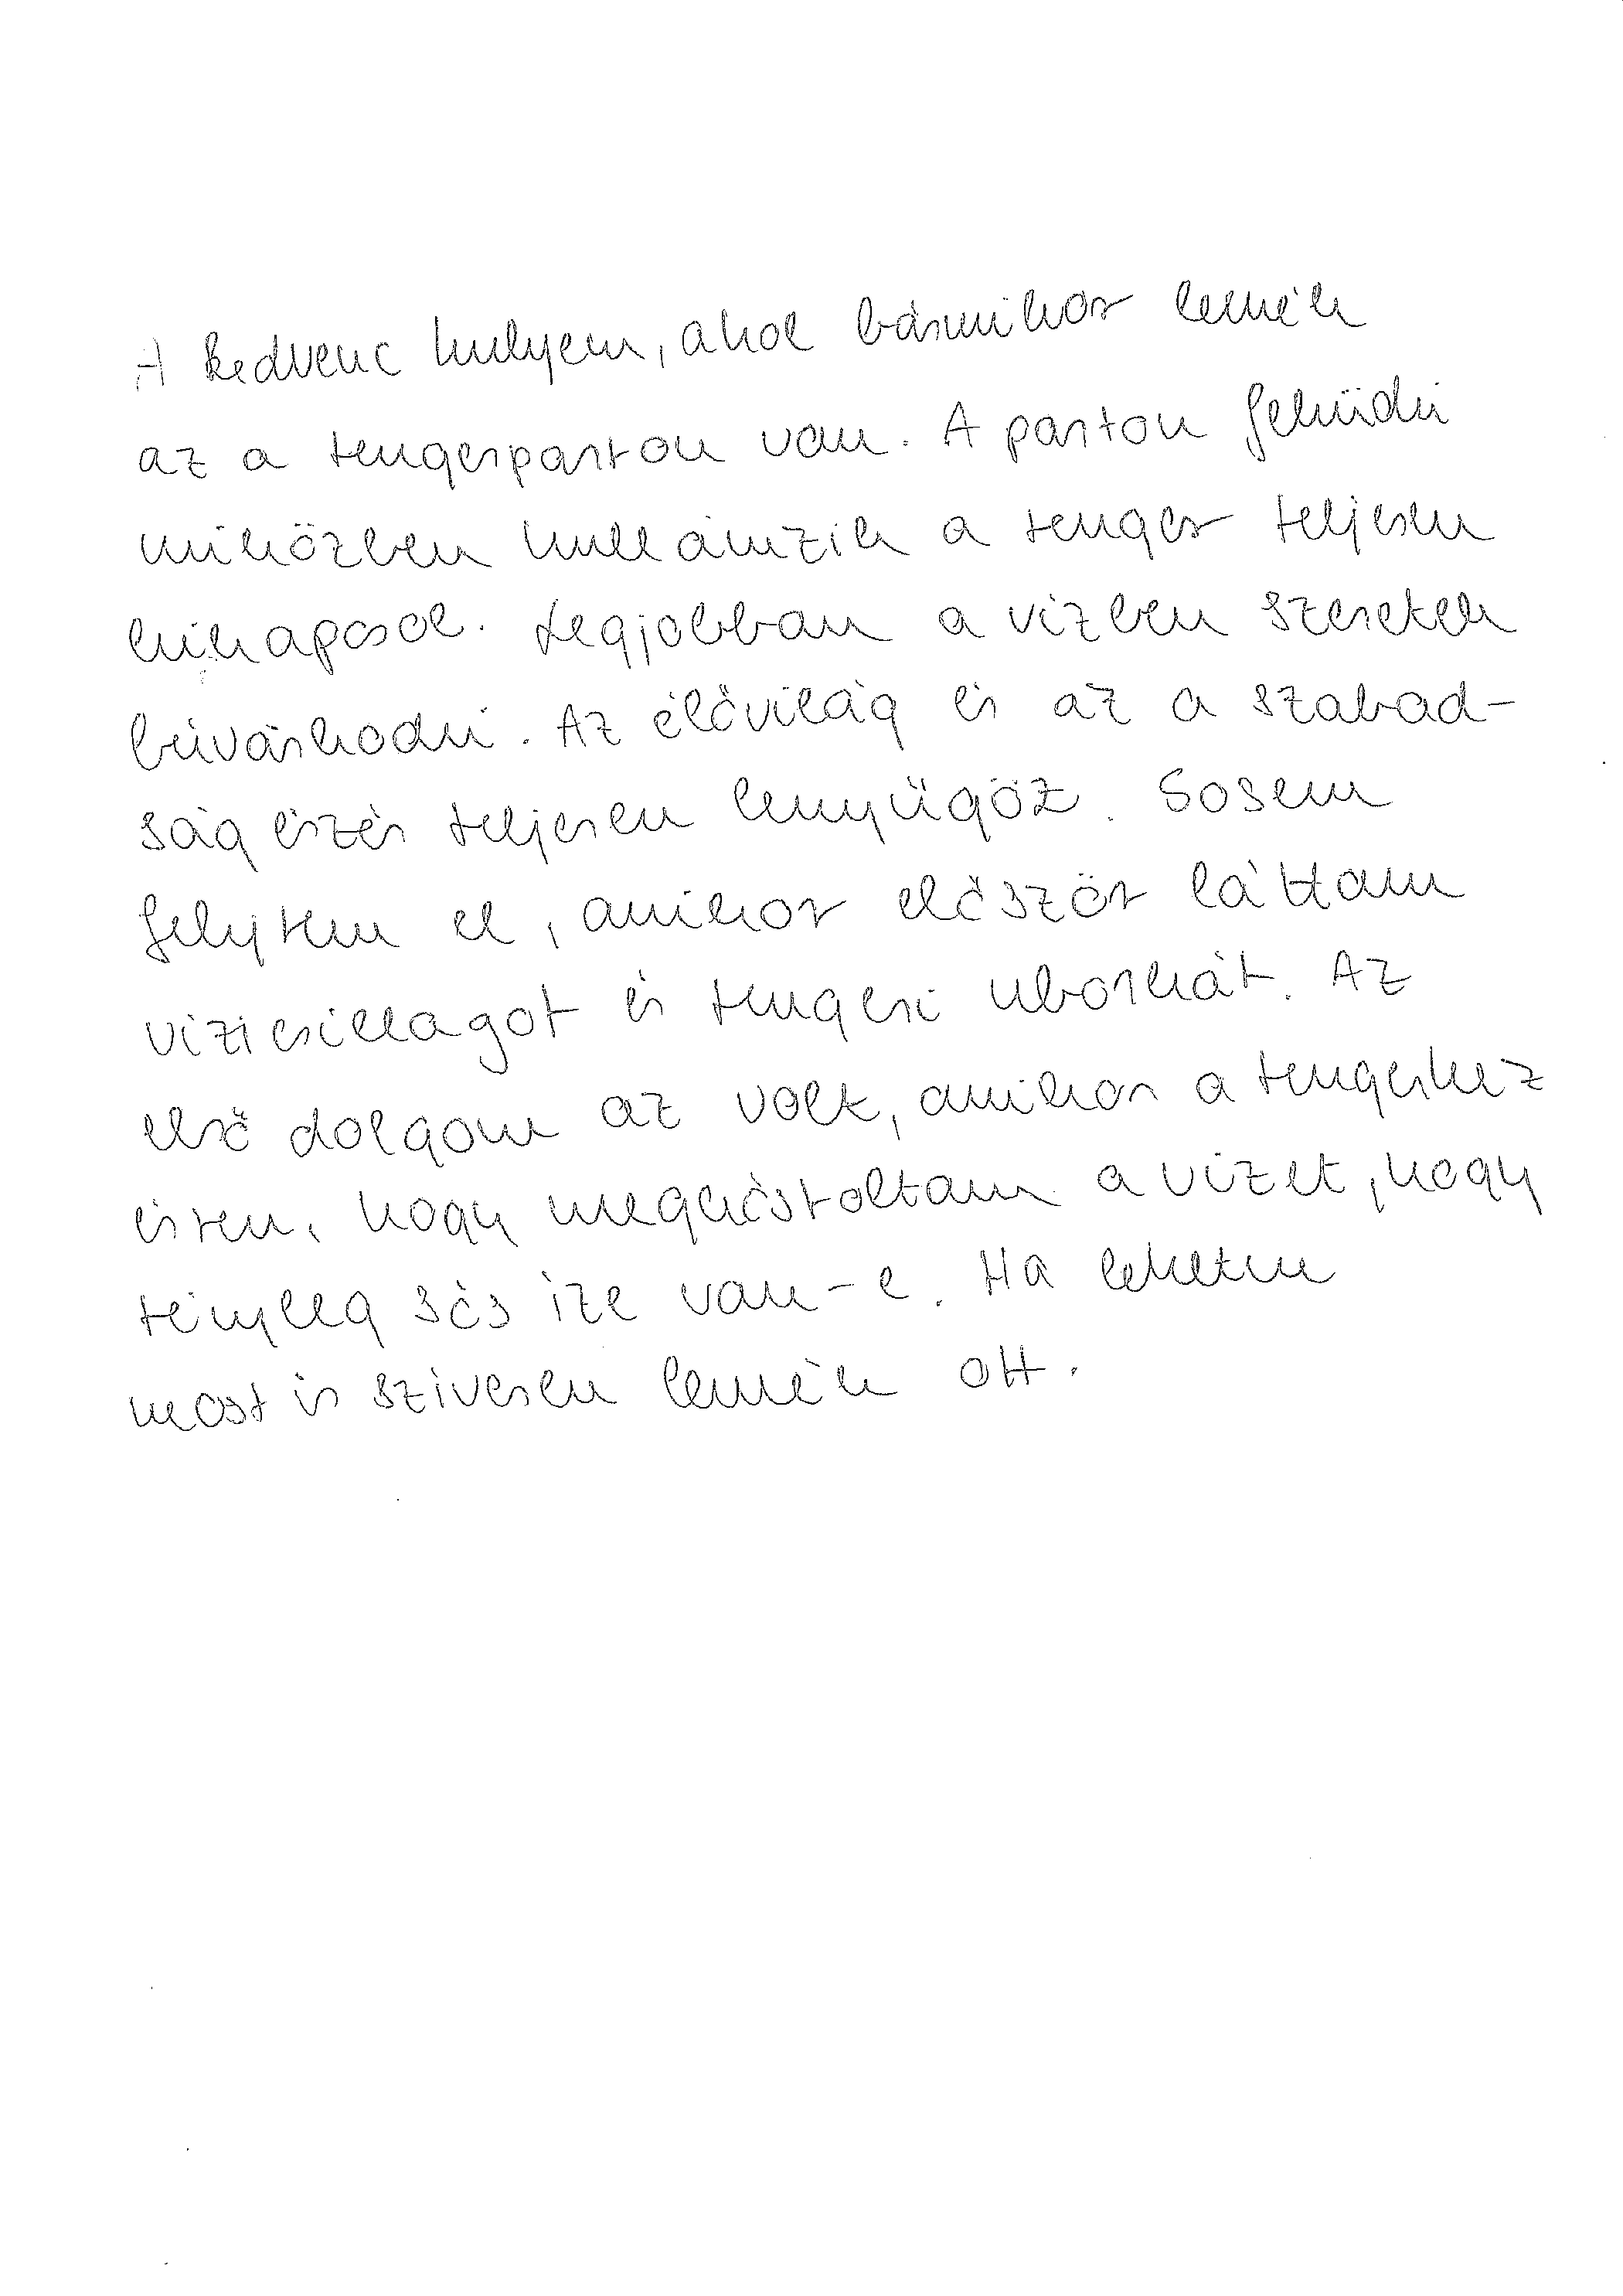 A kedvenc helyem, ahol bármikor lennék
az a tengerparton van. A parton feküdni
miközben hullámzik a tenger teljesen
kikapcsol. Legjobban a vízben szeretek
búvárkodni. Az élővilág és az a szabad-
ság érzés teljesen lenyűgöz. Sosem
felejtem el, amikor először láttam
vízicsillagot és tengeri uborkát. Az
első dolgom az volt, amikor a tengerhez
értem, hogy megkóstoltam a vizet, hogy
tényleg sós íze van-e. Ha lehetne
most is szívesen lennék ott.